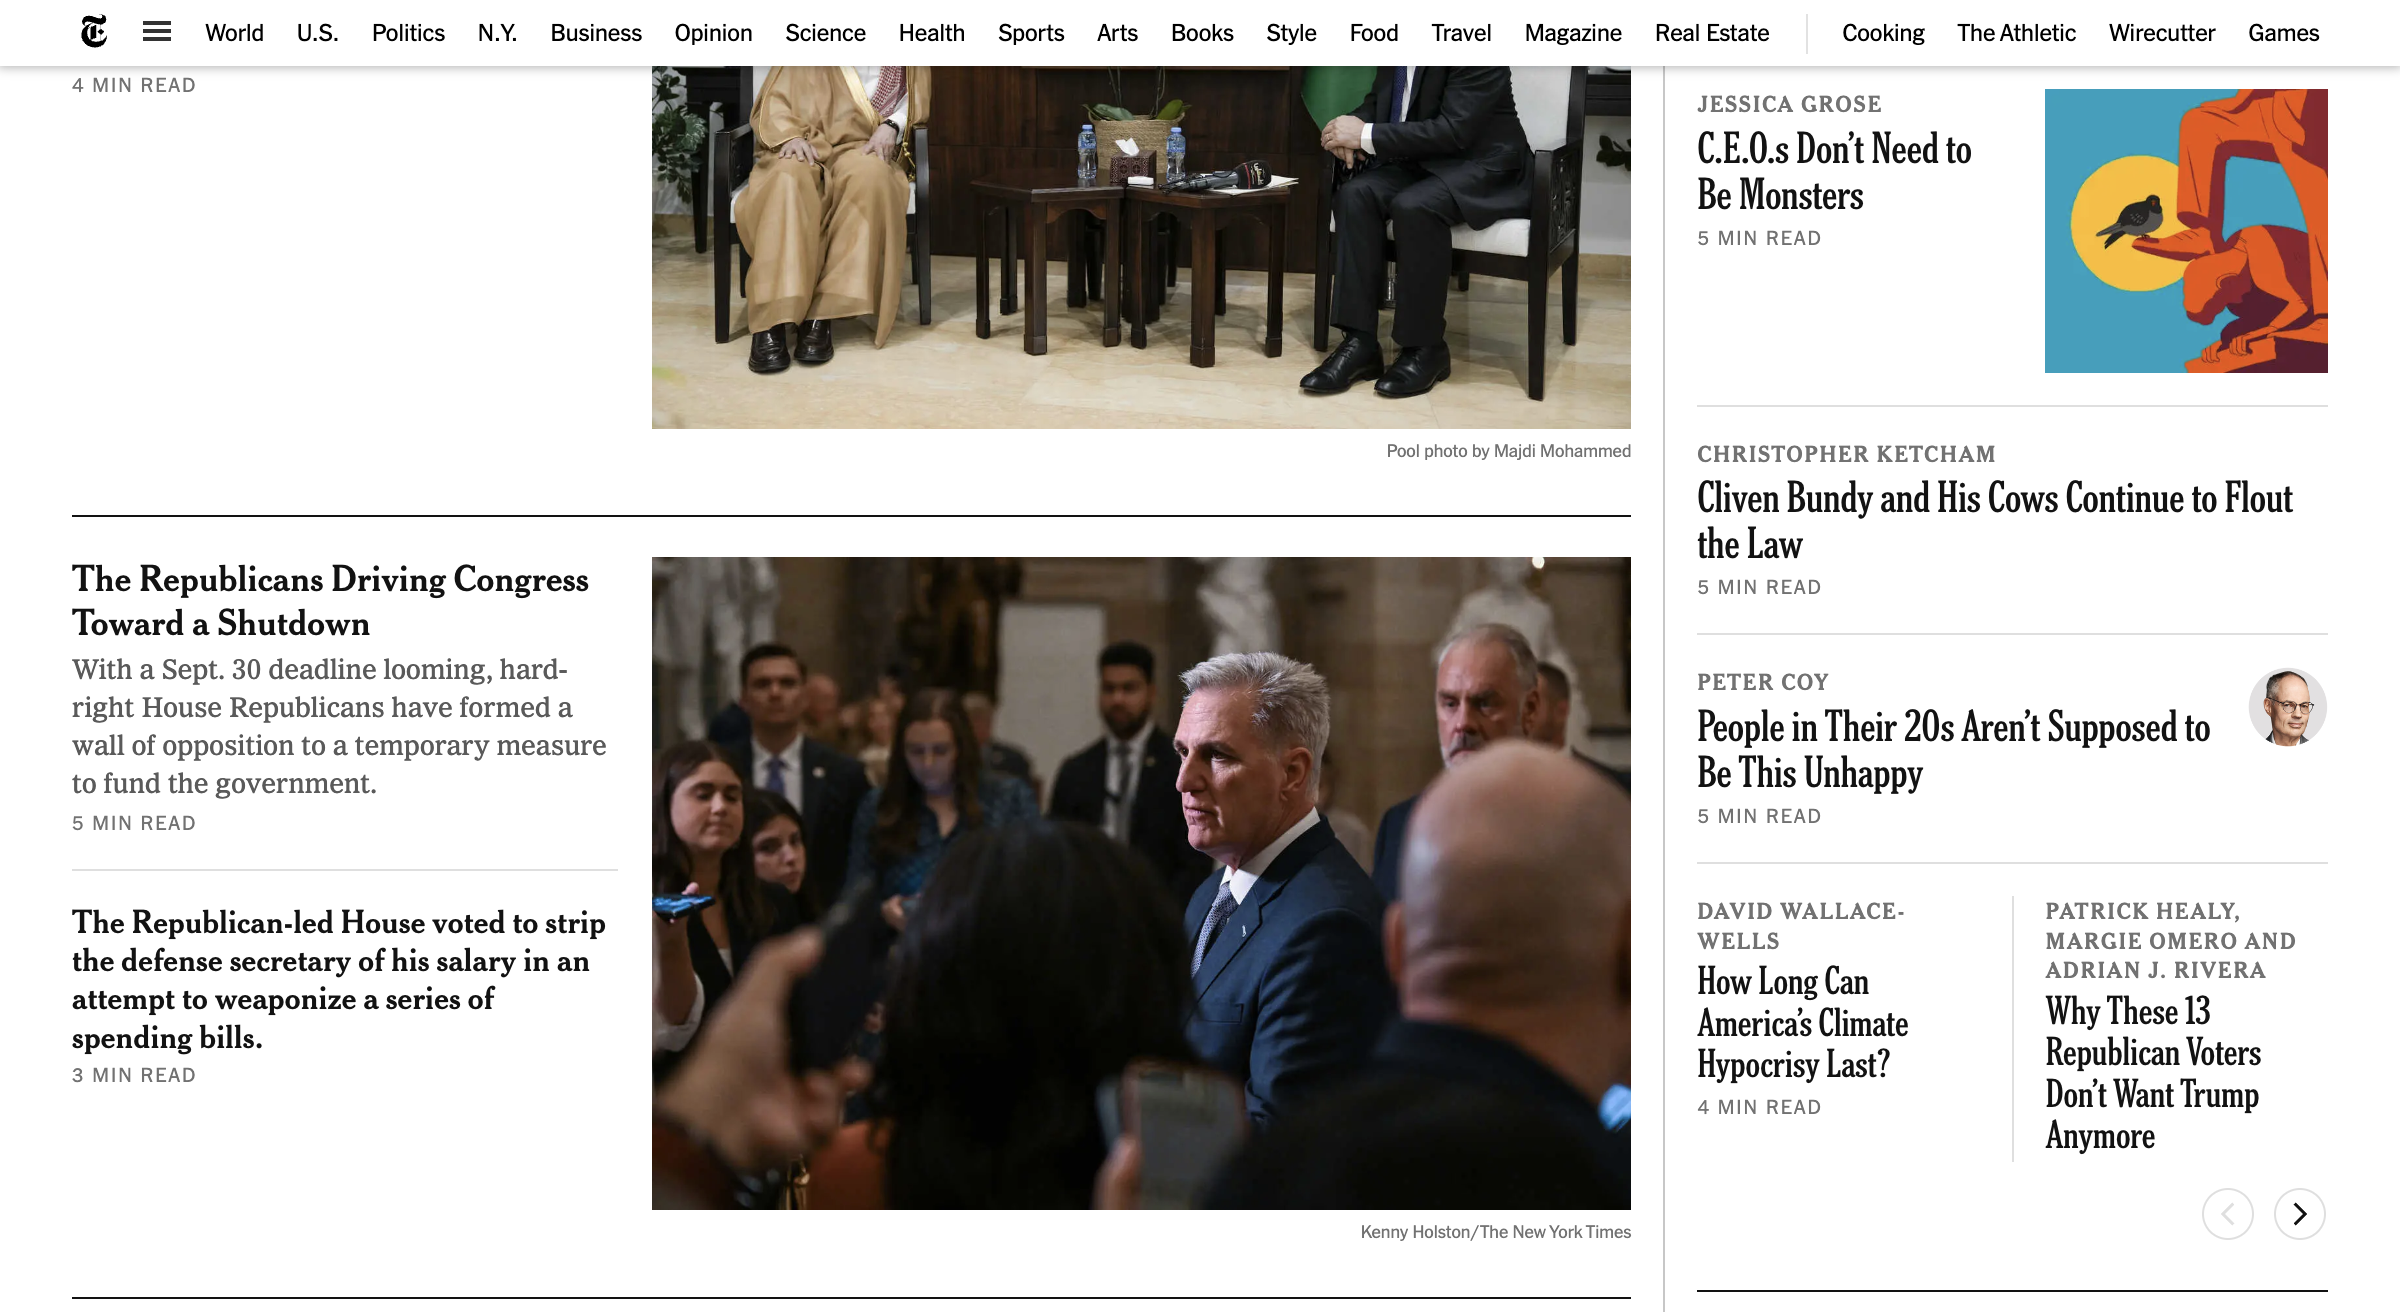 World U.S. Politics N.Y. Business Opinion Science Health Sports Arts Books Style Food Travel Magazine Real Estate Cooking The Athletic Wirecutter Games
4 MIN READ
Pool photo by Majdi Mohammed
The Republicans Driving Congress
Toward a Shutdown
With a Sept. 30 deadline looming, hard-
right House Republicans have formed a
wall of opposition to a temporary measure
to fund the government.
5 MIN READ
The Republican-led House voted to strip
the defense secretary of his salary in an
attempt to weaponize a series of
spending bills.
3 MIN READ
Kenny Holston/The New York Times
JESSICA GROSE
C.E.O.s Don’t Need to
Be Monsters
5 MIN READ
CHRISTOPHER KETCHAM
Cliven Bundy and His Cows Continue to Flout
the Law
5 MIN READ
PETER COY
People in Their 20s Aren’t Supposed to
Be This Unhappy
5 MIN READ
DAVID WALLACE-
WELLS
How Long Can
America’s Climate
Hypocrisy Last?
4 MIN READ
PATRICK HEALY,
MARGIE OMERO AND
ADRIAN J. RIVERA
Why These 13
Republican Voters
Don’t Want Trump
Anymore